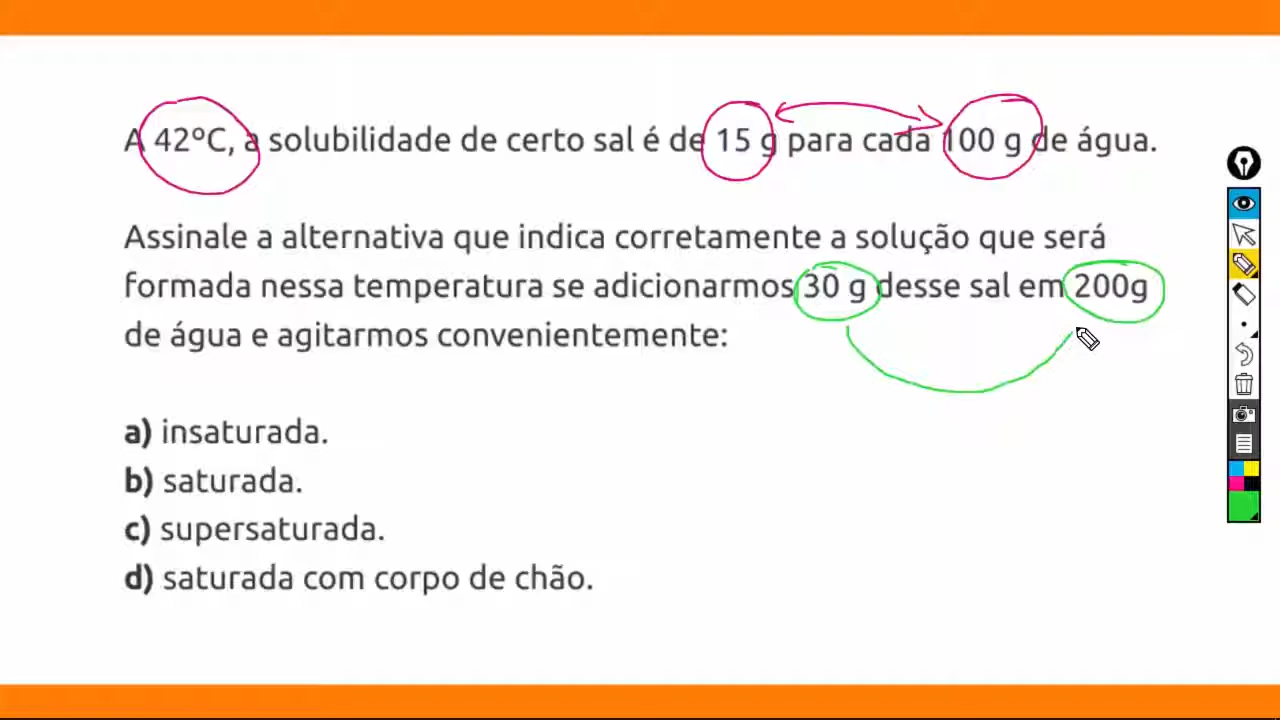 A 42ºC, a solubilidade de certo sal é de 15 g para cada 100 g de água.
Assinale a alternativa que indica corretamente a solução que será
formada nessa temperatura se adicionarmos 30 g desse sal em 200g
de água e agitarmos convenientemente:
a) insaturada.
b) saturada.
c) supersaturada.
d) saturada com corpo de chão.